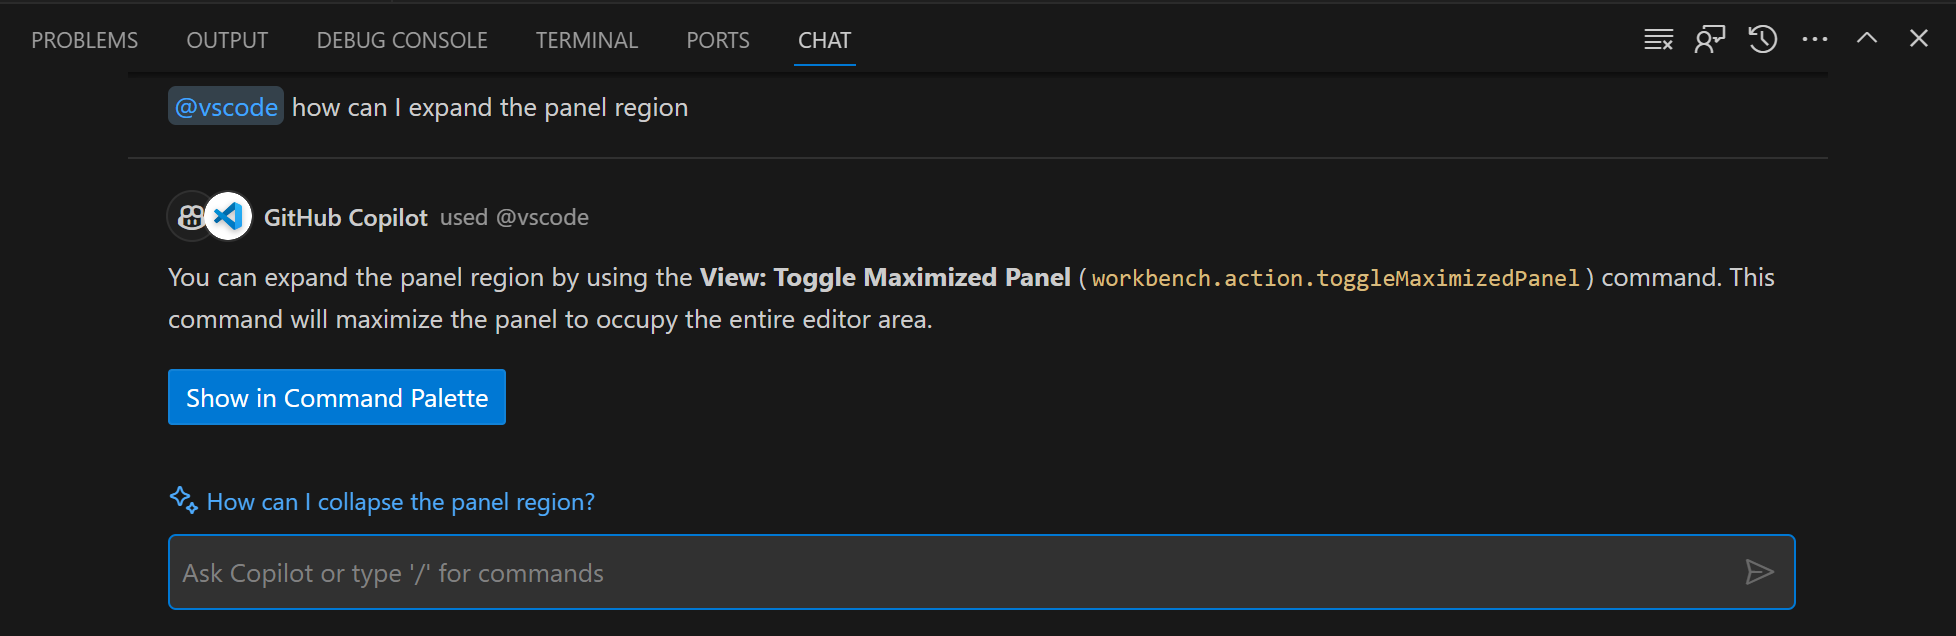 PROBLEMS OUTPUT DEBUG CONSOLE TERMINAL PORTS CHAT
@vscode how can I expand the panel region
GitHub Copilot used @vscode
You can expand the panel region by using the View: Toggle Maximized Panel (workbench.action.toggleMaximizedPanel) command. This
command will maximize the panel to occupy the entire editor area.
Show in Command Palette
How can I collapse the panel region?
Ask Copilot or type '/' for commands